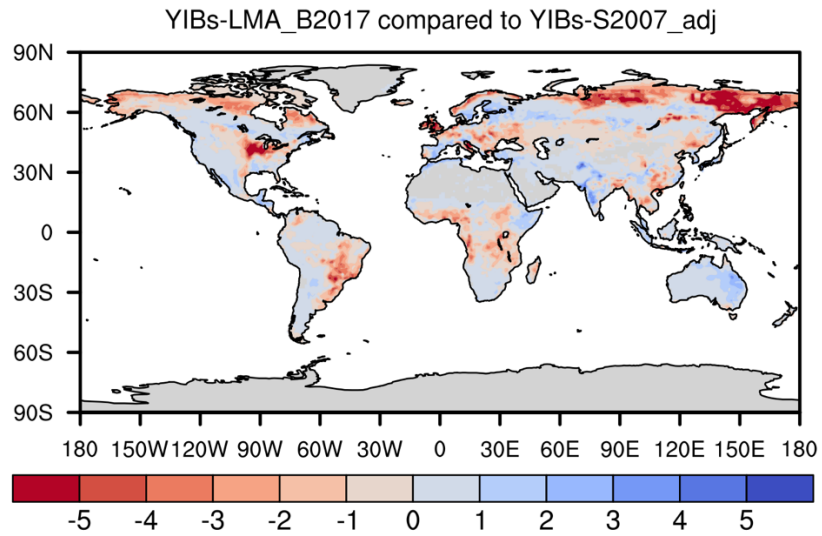 YIBs-LMA_B2017 compared to YIBs-S2007_adj
90N
60N
30N
0
30S
60S
90S
180 150W 120W 90W 60W 30W 0 30E 60E 90E 120E 150E 180
-5 -4 -3 -2 -1 0 1 2 3 4 5